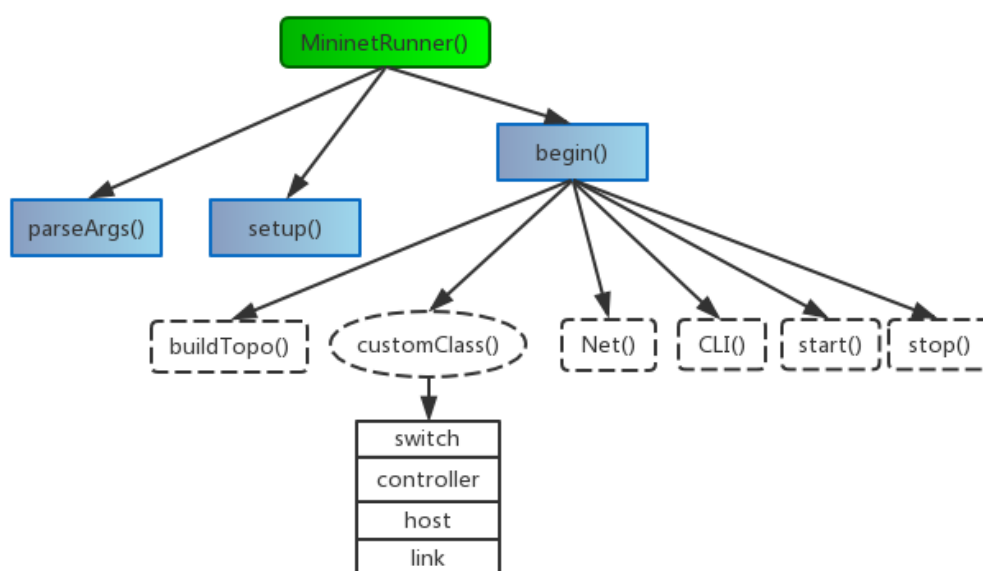 MininetRunner()
begin()
parseArgs()
setup()
buildTopo()
customClass()
Net()
CLI()
start()
stop()
switch
controller
host
link